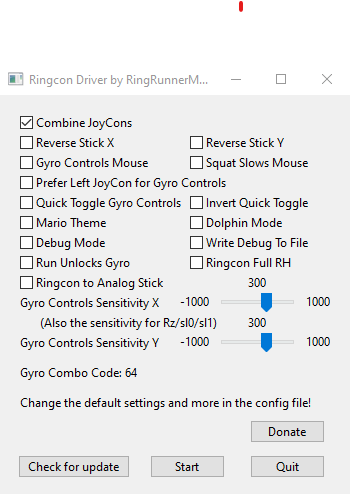 Ringcon Driver by RingRunnerM...
Combine JoyCons
Reverse Stick X Reverse Stick Y
Gyro Controls Mouse Squat Slows Mouse
Prefer Left JoyCon for Gyro Controls
Quick Toggle Gyro Controls Invert Quick Toggle
Mario Theme Dolphin Mode
Debug Mode Write Debug To File
Run Unlocks Gyro Ringcon Full RH
Ringcon to Analog Stick 300
Gyro Controls Sensitivity X -1000 1000
(Also the sensitivity for Rz/sl0/sl1) 300
Gyro Controls Sensitivity Y -1000 1000
Gyro Combo Code: 64
Change the default settings and more in the config file!
Donate
Check for update Start Quit